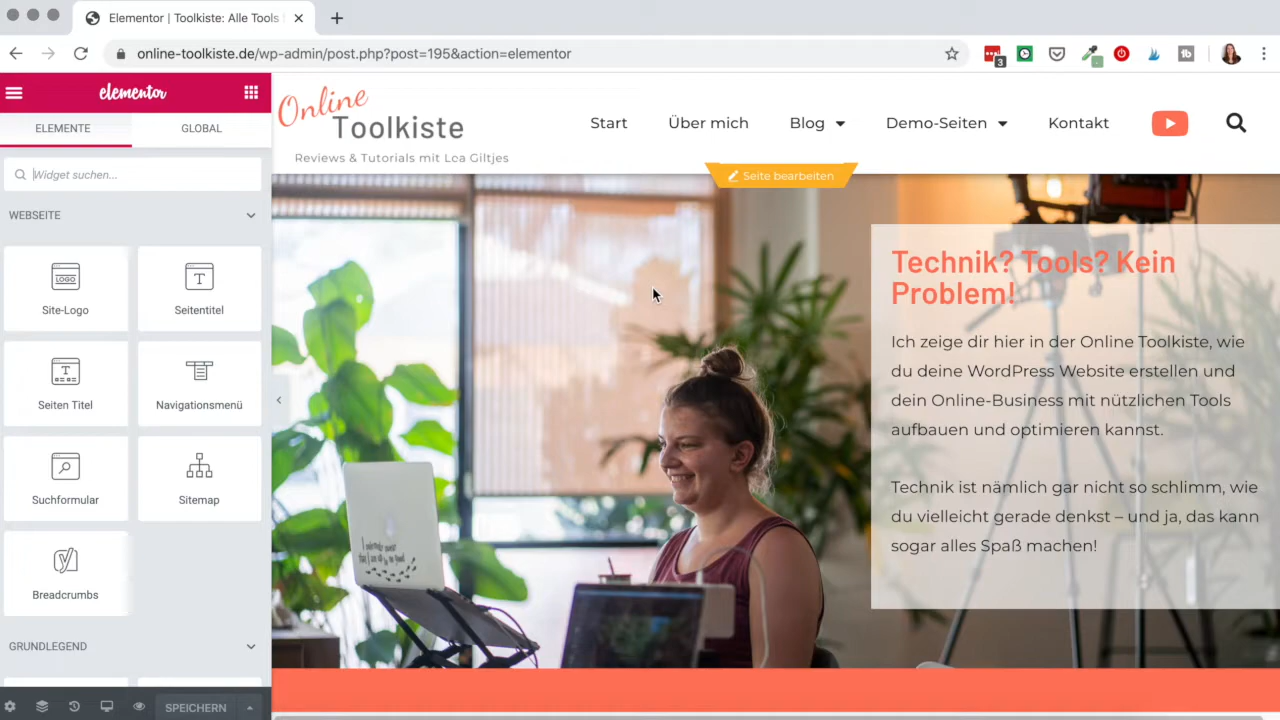 Elementor | Toolkiste: Alle Tools
online-toolkiste.de/wp-admin/post.php?post=195&action=elementor
3
elementor
ELEMENTE
GLOBAL
Widget suchen...
WEBSEITE
LOGO
Site-Logo
Seitentitel
Seiten Titel
Navigationsmenü
Suchformular
Sitemap
Breadcrumbs
GRUNDLEGEND
SPEICHERN
Online
Toolkiste
Reviews & Tutorials mit Lca Giltjes
Start
Über mich
Blog
Demo-Seiten
Kontakt
Seite bearbeiten
Technik? Tools? Kein
Problem!
Ich zeige dir hier in der Online Toolkiste, wie
du deine WordPress Website erstellen und
dein Online-Business mit nützlichen Tools
aufbauen und optimieren kannst.
Technik ist nämlich gar nicht so schlimm, wie
du vielleicht gerade denkst – und ja, das kann
sogar alles Spaß machen!